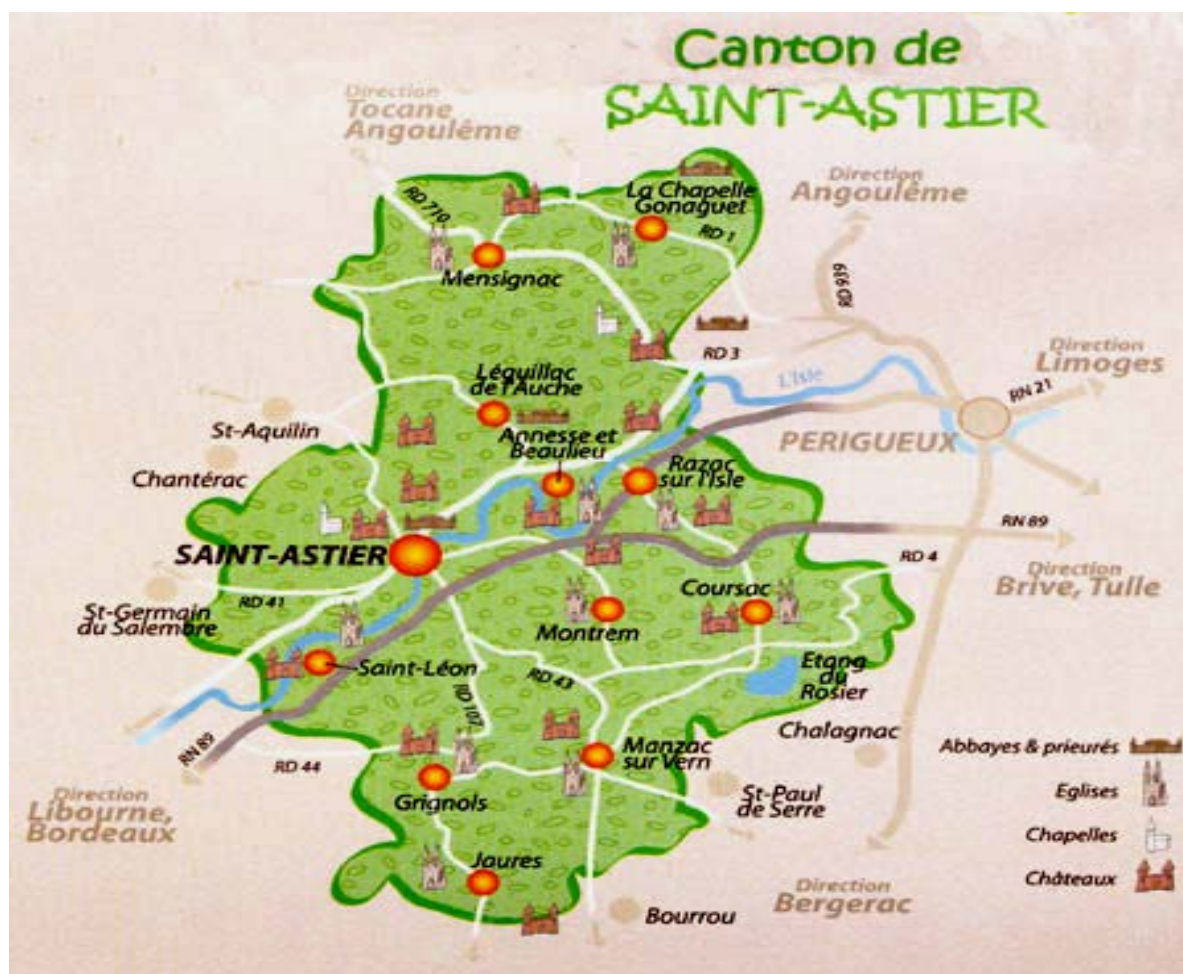 Canton de
SAINT-ASTIER
Direction
Tocane
Angoulême
La Chapelle
Gonaguet
Direction
Angoulême
RD 710
RD 1
Mensignac
RD 939
RD 3
L'Isle
Direction
Limoges
RN 21
Léguillac
de l'Auche
St-Aquilin
Annesse et
Beaulieu
PERIGUEUX
Chantérac
Razac
sur l'Isle
SAINT-ASTIER
RN 89
RD 4
Direction
Brive, Tulle
RD 41
St-Germain
du Salembre
Coursac
Montrem
Saint-Léon
Etang
du
Rosier
RD 43
RD 107
Chalagnac
RN 89
RD 44
Manzac
sur Vern
Grignols
St-Paul
de Serre
Direction
Libourne,
Bordeaux
Jaures
Bourrou
Direction
Bergerac
Abbayes & prieurés
Eglises
Chapelles
Châteaux